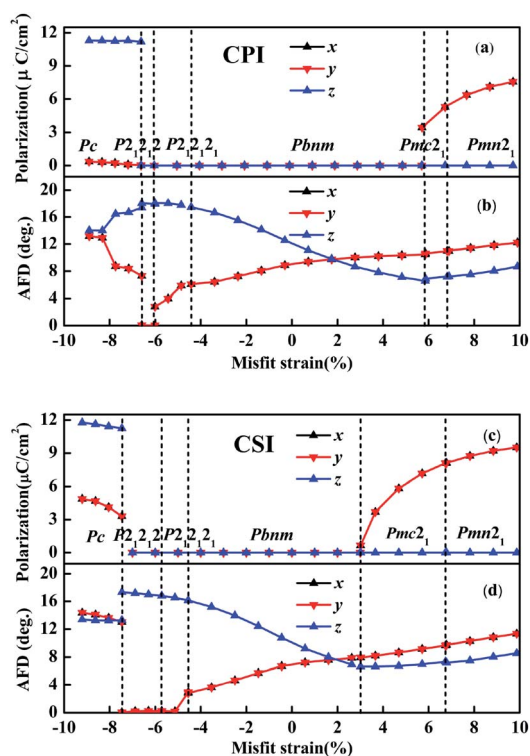 12
9
6
3
0
Polarization( μ C/cm²)
CPI
x
y
z
(a)
Pc P2₁2₁2 P2₁2₁2₁ Pbnm Pmc2₁ Pmn2₁
20
16
12
8
4
0
AFD (deg.)
x
y
z
(b)
-10 -8 -6 -4 -2 0 2 4 6 8 10
Misfit strain(%)
12
9
6
3
0
Polarization(μC/cm²)
CSI
x
y
z
(c)
Pc P2₁2₁2 P2₁2₁2₁ Pbnm Pmc2₁ Pmn2₁
20
16
12
8
4
0
AFD (deg.)
x
y
z
(d)
-10 -8 -6 -4 -2 0 2 4 6 8 10
Misfit strain(%)